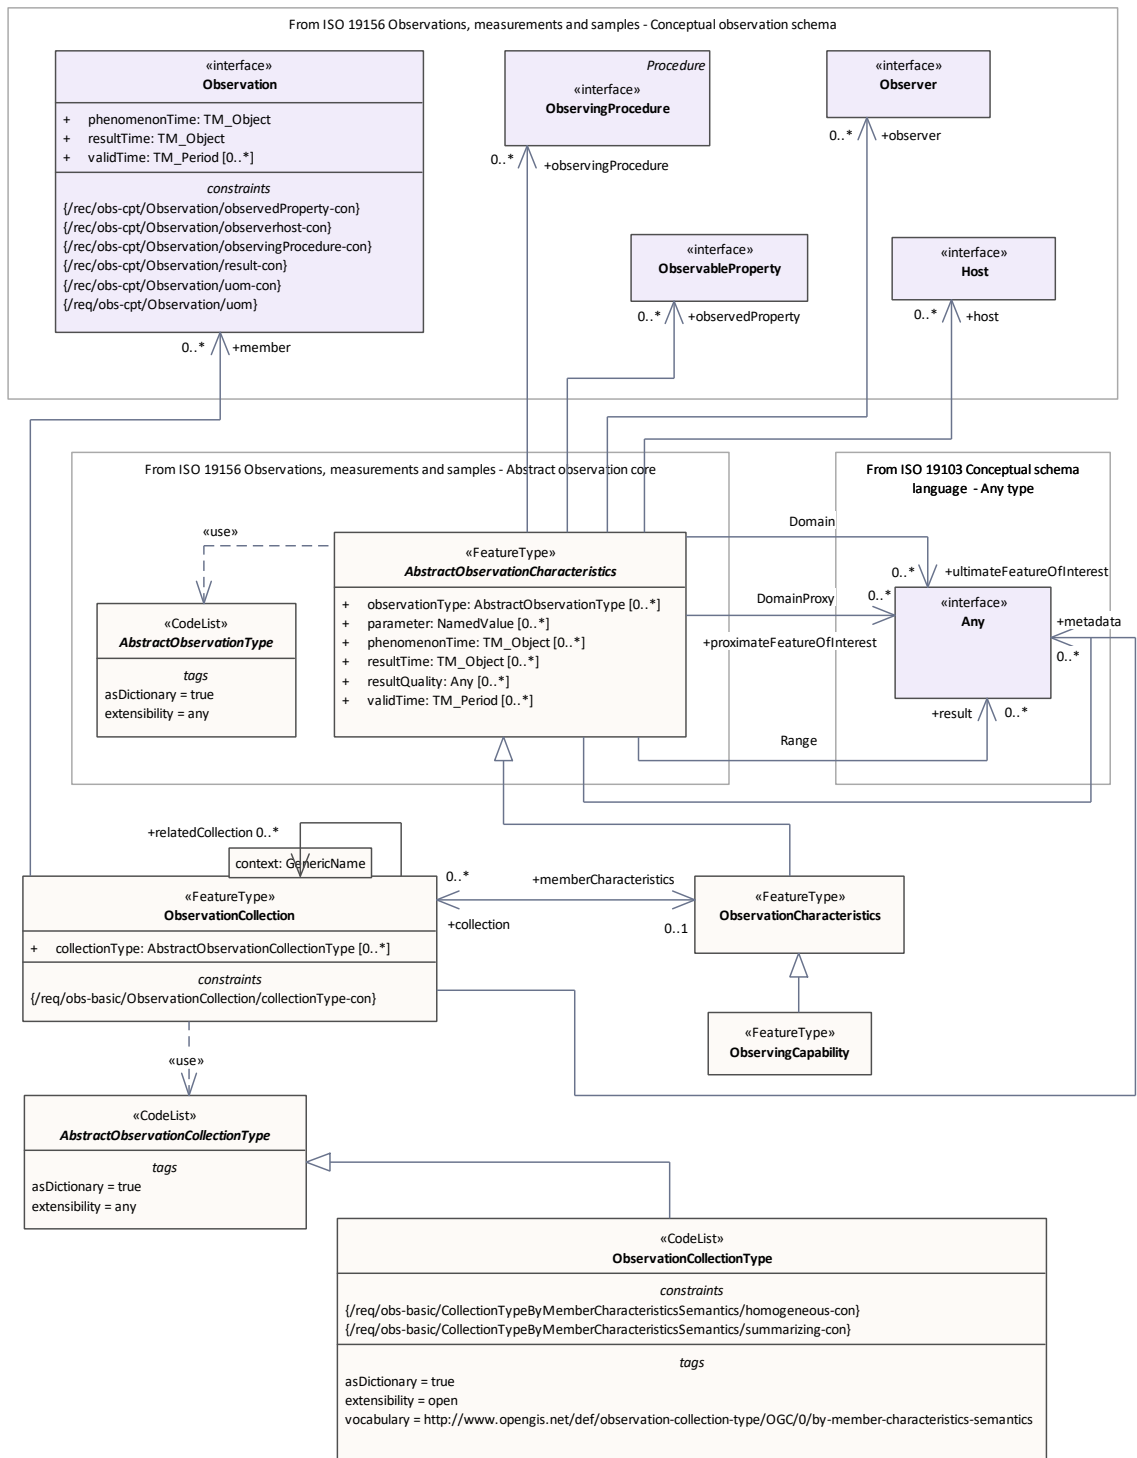 From ISO 19156 Observations, measurements and samples - Conceptual observation schema
«interface»
Observation
+ phenomenonTime: TM_Object
+ resultTime: TM_Object
+ validTime: TM_Period [0..*]
constraints
{/rec/obs-cpt/Observation/observedProperty-con}
{/rec/obs-cpt/Observation/observerhost-con}
{/rec/obs-cpt/Observation/observingProcedure-con}
{/rec/obs-cpt/Observation/result-con}
{/rec/obs-cpt/Observation/uom-con}
{/req/obs-cpt/Observation/uom}
Procedure
«interface»
ObservingProcedure
«interface»
Observer
0..* +observingProcedure
0..* +observer
«interface»
ObservableProperty
«interface»
Host
0..* +observedProperty
0..* +host
0..* +member
From ISO 19156 Observations, measurements and samples - Abstract observation core
From ISO 19103 Conceptual schema
language - Any type
«use»
Domain
«FeatureType»
AbstractObservationCharacteristics
+ observationType: AbstractObservationType [0..*]
+ parameter: NamedValue [0..*]
+ phenomenonTime: TM_Object [0..*]
+ resultTime: TM_Object [0..*]
+ resultQuality: Any [0..*]
+ validTime: TM_Period [0..*]
0..* +ultimateFeatureOfInterest
DomainProxy
0..*
+proximateFeatureOfInterest
«interface»
Any
+metadata
0..*
+result 0..*
Range
«CodeList»
AbstractObservationType
tags
asDictionary = true
extensibility = any
+relatedCollection 0..*
context: GenericName
«FeatureType»
ObservationCollection
+ collectionType: AbstractObservationCollectionType [0..*]
constraints
{/req/obs-basic/ObservationCollection/collectionType-con}
0..*
+memberCharacteristics
+collection
0..1
«FeatureType»
ObservationCharacteristics
«FeatureType»
ObservingCapability
«use»
«CodeList»
AbstractObservationCollectionType
tags
asDictionary = true
extensibility = any
«CodeList»
ObservationCollectionType
constraints
{/req/obs-basic/CollectionTypeByMemberCharacteristicsSemantics/homogeneous-con}
{/req/obs-basic/CollectionTypeByMemberCharacteristicsSemantics/summarizing-con}
tags
asDictionary = true
extensibility = open
vocabulary = http://www.opengis.net/def/observation-collection-type/OGC/0/by-member-characteristics-semantics